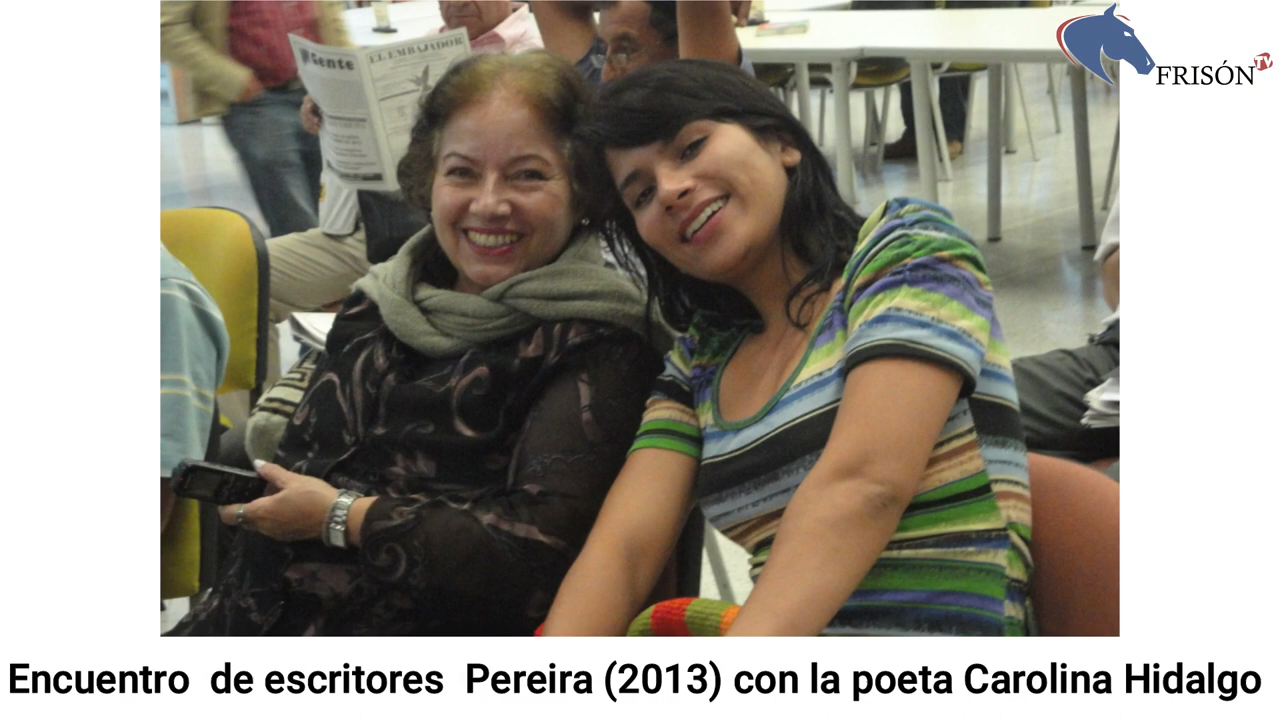 Gente
EL EMBAJADOR
FRISÓN TV
Encuentro de escritores Pereira (2013) con la poeta Carolina Hidalgo